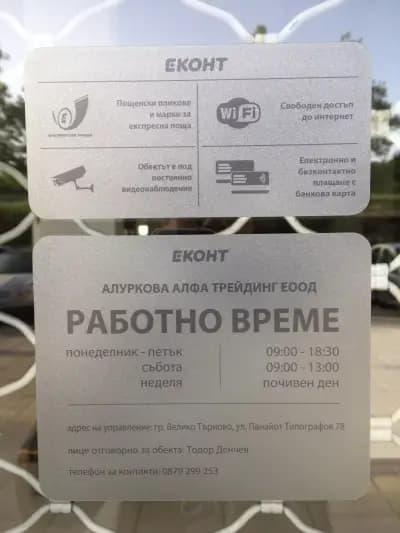 ЕКОНТ
Пощенски пликове
и марки за
експресна поща
WiFi
Свободен достъп
до интернет
Обектът е под
постоянно
видеонаблюдение
Електронно и
безконтактно
плащане с
банкова карта
ЕКОНТ
АЛУРКОВА АЛФА ТРЕЙДИНГ ЕООД
РАБОТНО ВРЕМЕ
понеделник - петък 09:00 - 18:30
събота 09:00 - 13:00
неделя почивен ден
адрес на управление: гр. Велико Търново, ул. Панайот Типографов 78
лице отговорно за обекта: Тодор Денчев
телефон за контакти: 0879 299 253